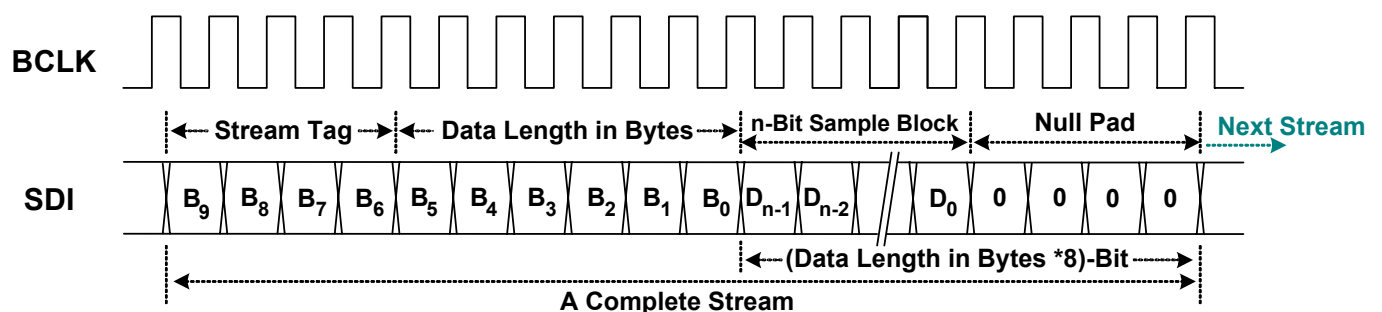 BCLK
Stream Tag Data Length in Bytes n-Bit Sample Block Null Pad Next Stream
SDI B9 B8 B7 B6 B5 B4 B3 B2 B1 B0 Dn-1 Dn-2 D0 0 0 0 0
(Data Length in Bytes *8)-Bit
A Complete Stream